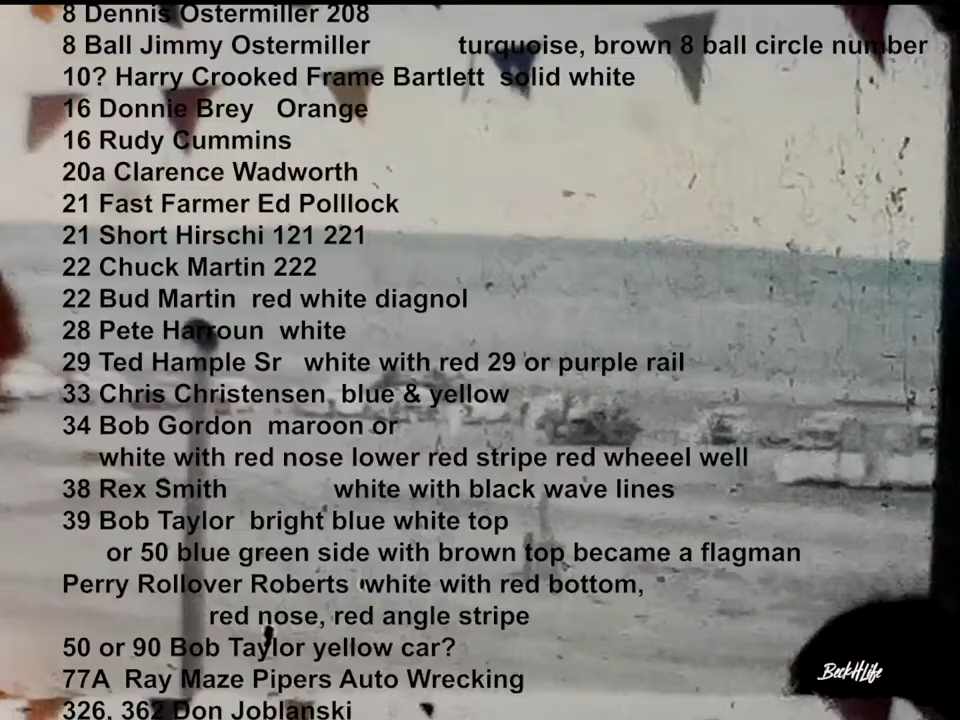 8 Dennis Ostermiller 208
8 Ball Jimmy Ostermiller turquoise, brown 8 ball circle number
10? Harry Crooked Frame Bartlett solid white
16 Donnie Brey Orange
16 Rudy Cummins
20a Clarence Wadworth
21 Fast Farmer Ed Polllock
21 Short Hirschi 121 221
22 Chuck Martin 222
22 Bud Martin red white diagnol
28 Pete Harroun white
29 Ted Hample Sr white with red 29 or purple rail
33 Chris Christensen blue & yellow
34 Bob Gordon maroon or
white with red nose lower red stripe red wheeel well
38 Rex Smith white with black wave lines
39 Bob Taylor bright blue white top
or 50 blue green side with brown top became a flagman
Perry Rollover Roberts white with red bottom,
red nose, red angle stripe
50 or 90 Bob Taylor yellow car?
77A Ray Maze Pipers Auto Wrecking
326, 362 Don Joblanski
BeckHLife